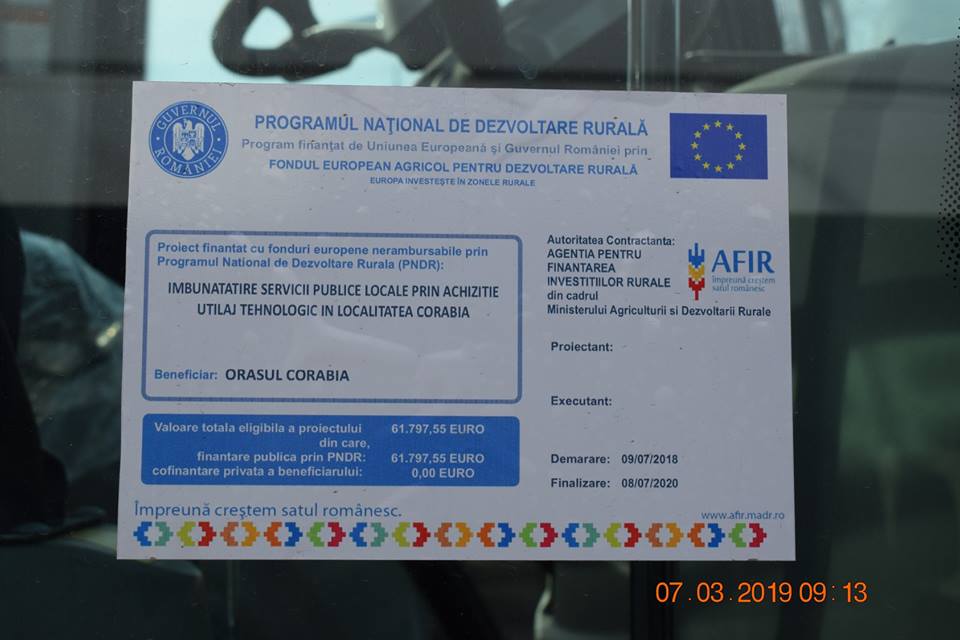 GUVERNUL ROMÂNIEI
PROGRAMUL NAŢIONAL DE DEZVOLTARE RURALĂ
Program finanţat de Uniunea Europeană şi Guvernul României prin
FONDUL EUROPEAN AGRICOL PENTRU DEZVOLTARE RURALĂ
EUROPA INVESTEŞTE ÎN ZONELE RURALE
Proiect finantat cu fonduri europene nerambursabile prin
Programul National de Dezvoltare Rurala (PNDR):
IMBUNATATIRE SERVICII PUBLICE LOCALE PRIN ACHIZITIE
UTILAJ TEHNOLOGIC IN LOCALITATEA CORABIA
Beneficiar: ORASUL CORABIA
Valoare totala eligibila a proiectului 61.797,55 EURO
din care,
finantare publica prin PNDR: 61.797,55 EURO
cofinantare privata a beneficiarului: 0,00 EURO
Autoritatea Contractanta:
AGENTIA PENTRU
FINANTAREA
INVESTITIILOR RURALE
din cadrul
Ministerului Agriculturii si Dezvoltarii Rurale
AFIR
Împreună creştem
satul românesc
Proiectant:
Executant:
Demarare: 09/07/2018
Finalizare: 08/07/2020
Împreună creştem satul românesc.
www.afir.madr.ro
07.03.2019 09:13